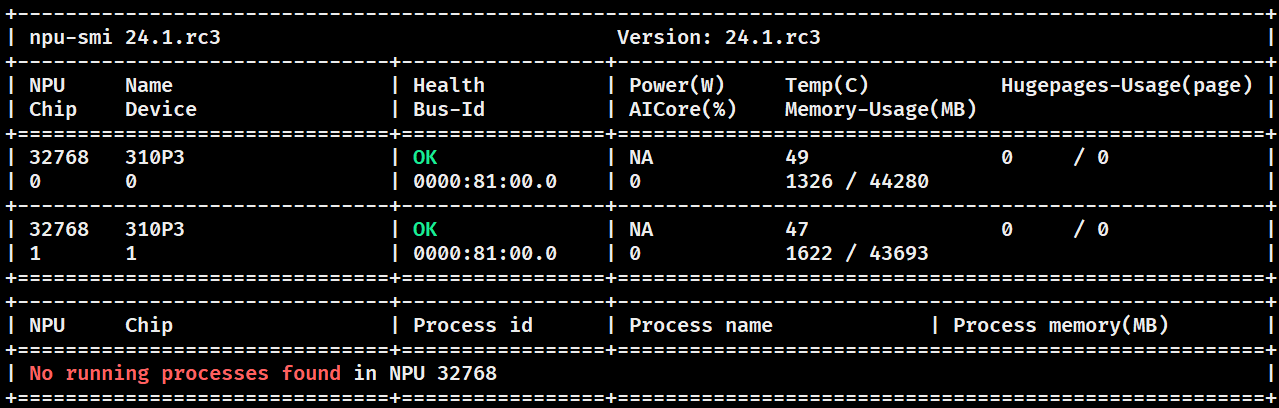 +-------------------------------------------------------------------------------------------------------+
| npu-smi 24.1.rc3                                 Version: 24.1.rc3                                     |
+-------------------------------+-----------------+------------------------------------------------------+
| NPU     Name                  | Health          | Power(W)     Temp(C)           Hugepages-Usage(page) |
| Chip    Device                | Bus-Id          | AICore(%)    Memory-Usage(MB)                        |
+===============================+=================+======================================================+
| 32768   310P3                 | OK              | NA           49                0     / 0             |
| 0       0                     | 0000:81:00.0    | 0            1326 / 44280                            |
+-------------------------------+-----------------+------------------------------------------------------+
| 32768   310P3                 | OK              | NA           47                0     / 0             |
| 1       1                     | 0000:81:00.0    | 0            1622 / 43693                            |
+===============================+=================+======================================================+
+-------------------------------+-----------------+------------------------------------------------------+
| NPU     Chip                  | Process id      | Process name             | Process memory(MB)        |
+===============================+=================+======================================================+
| No running processes found in NPU 32768                                                                |
+===============================+=================+======================================================+